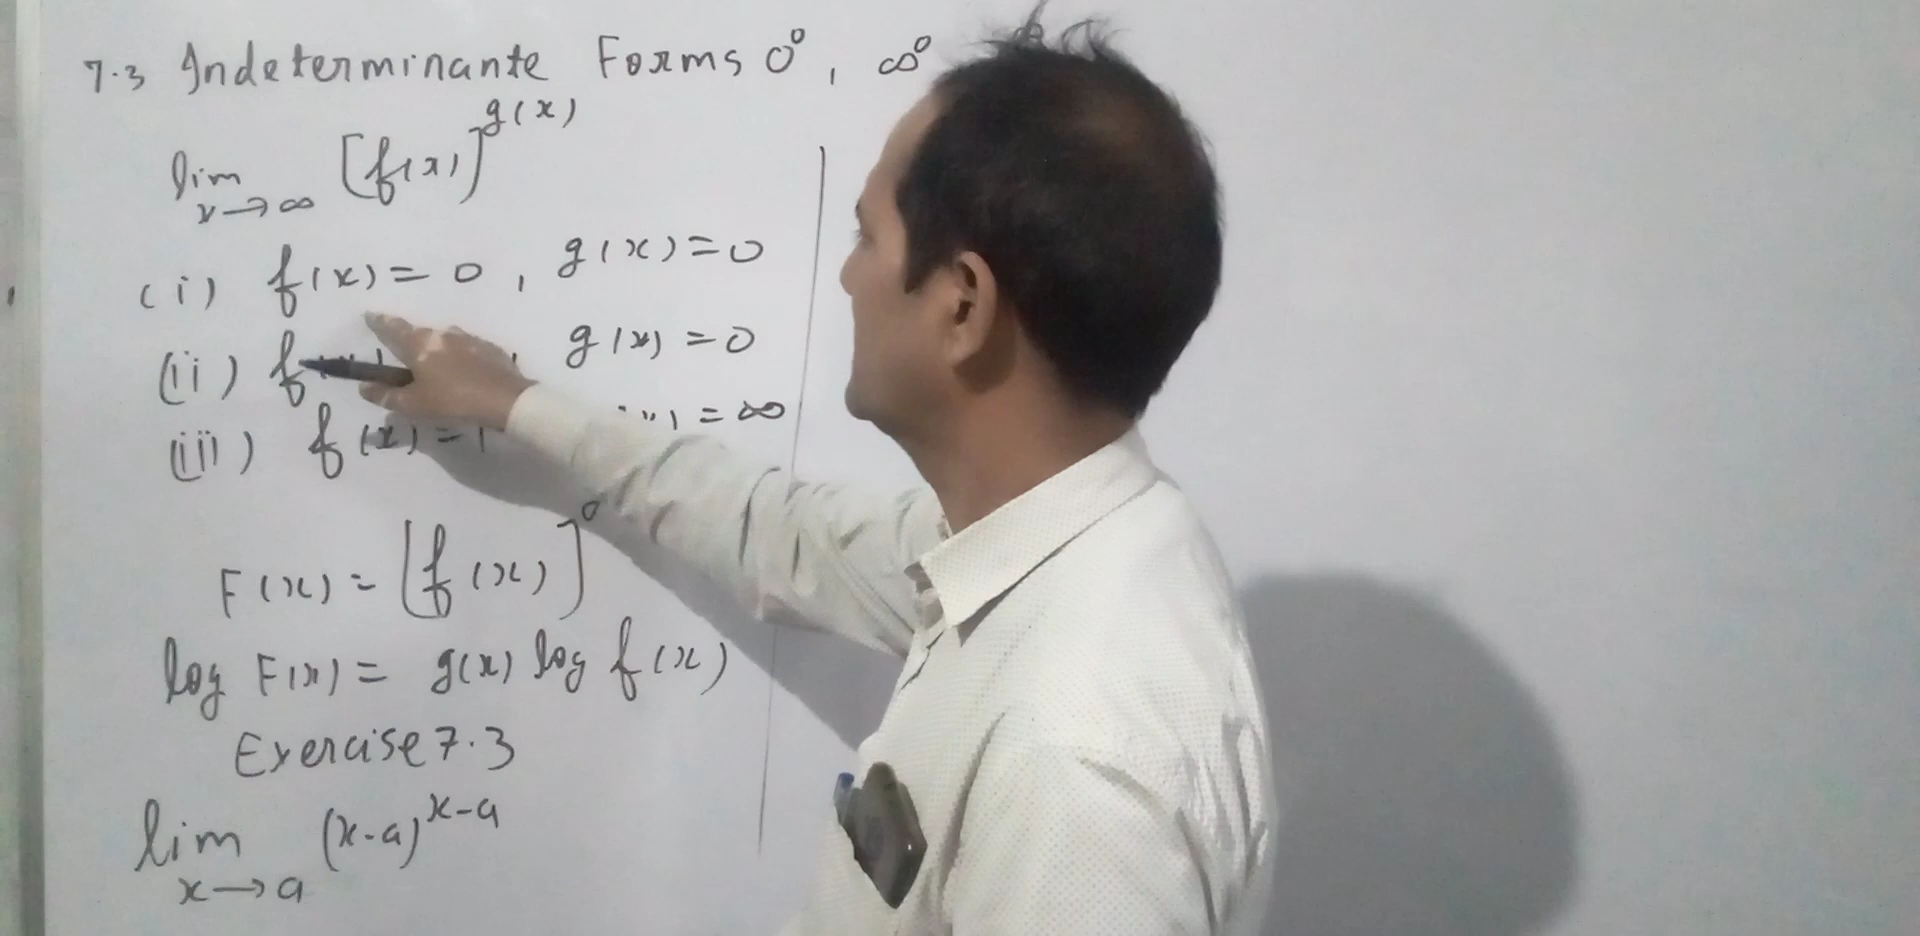 7.3 Indeterminante Forms 0⁰, ∞⁰
lim x→∞ [f(x)]^g(x)
(i) f(x) = 0, g(x) = 0
(ii) f , g(x) = 0
(iii) f(x) = 1 = ∞
F(x) = [f(x)]⁰
log F(x) = g(x) log f(x)
Exercise 7.3
lim x→a (x-a)^x-a